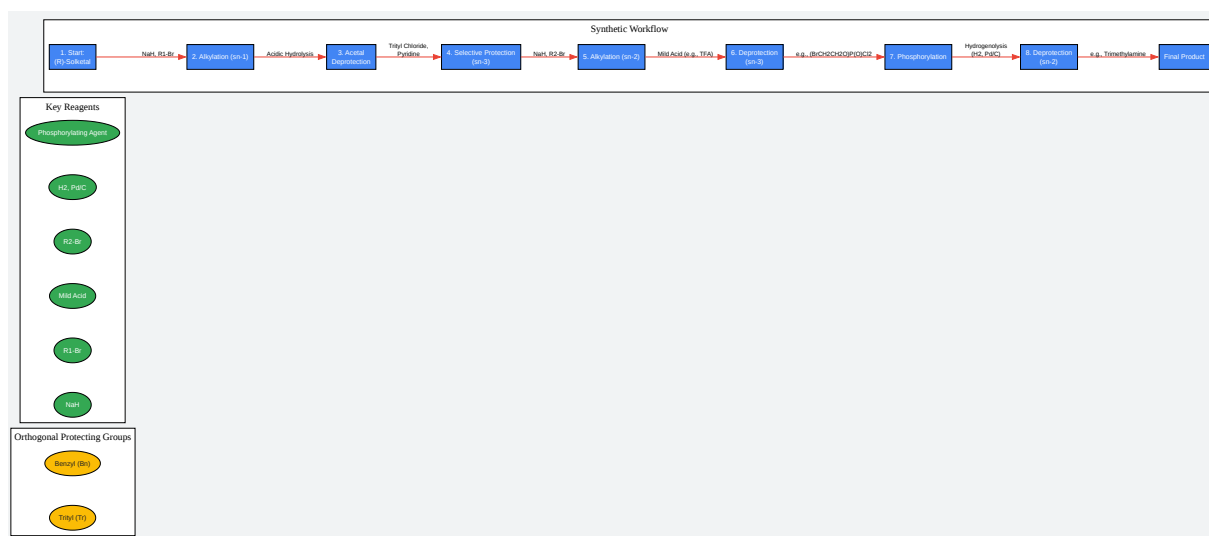 Synthetic Workflow
1. Start:
(R)-Solketal
NaH, R1-Br
2. Alkylation (sn-1)
Acidic Hydrolysis
3. Acetal
Deprotection
Trityl Chloride,
Pyridine
4. Selective Protection
(sn-3)
NaH, R2-Br
5. Alkylation (sn-2)
Mild Acid (e.g., TFA)
6. Deprotection
(sn-3)
e.g., (BrCH2CH2O)P(O)Cl2
7. Phosphorylation
Hydrogenolysis
(H2, Pd/C)
8. Deprotection
(sn-2)
e.g., Trimethylamine
Final Product
Key Reagents
Phosphorylating Agent
H2, Pd/C
R2-Br
Mild Acid
R1-Br
NaH
Orthogonal Protecting Groups
Benzyl (Bn)
Trityl (Tr)